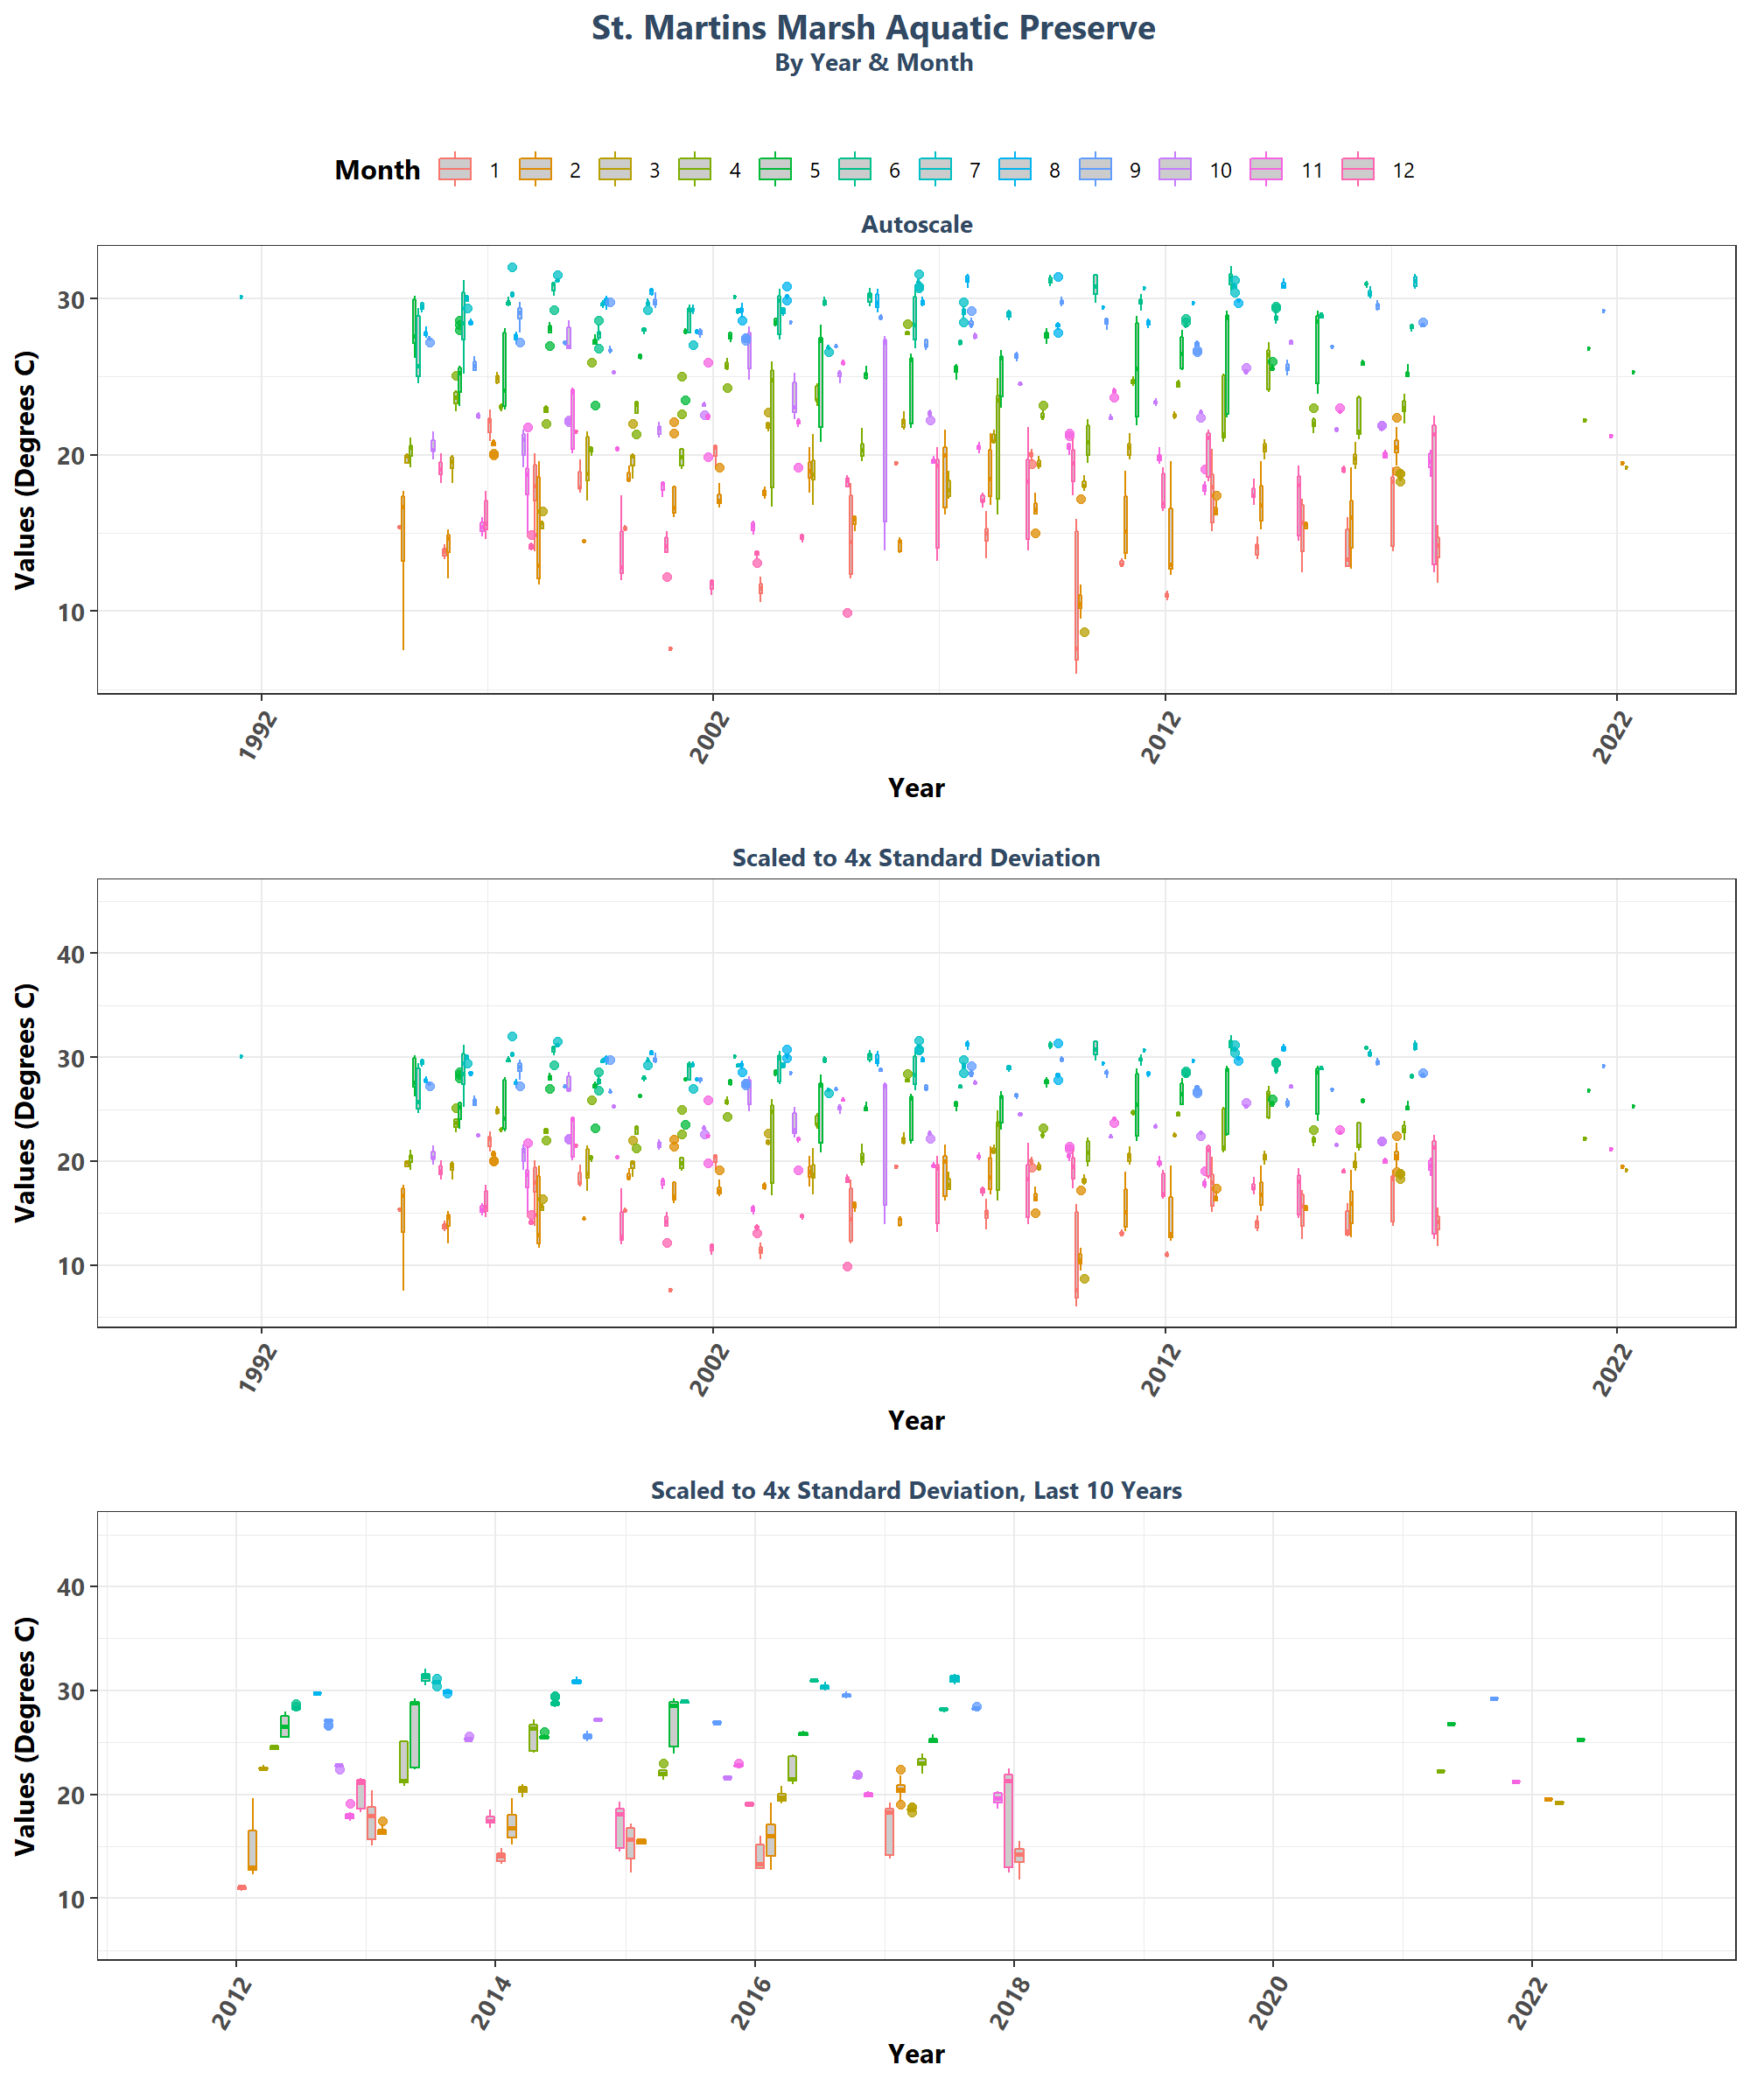 St. Martins Marsh Aquatic Preserve
By Year & Month
Month 1 2 3 4 5 6 7 8 9 10 11 12
Autoscale
Values (Degrees C)
30
20
10
1992 2002 2012 2022
Year
Scaled to 4x Standard Deviation
Values (Degrees C)
40
30
20
10
1992 2002 2012 2022
Year
Scaled to 4x Standard Deviation, Last 10 Years
Values (Degrees C)
40
30
20
10
2012 2014 2016 2018 2020 2022
Year